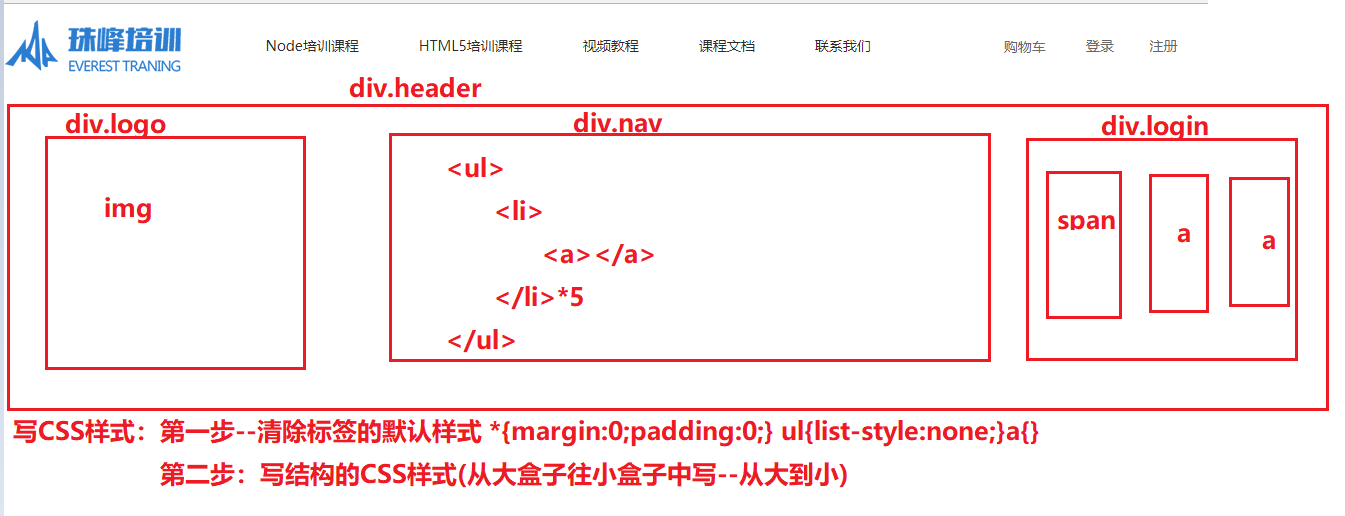 珠峰培训
EVEREST TRANING
Node培训课程 HTML5培训课程 视频教程 课程文档 联系我们 购物车 登录 注册
div.header
div.logo div.nav div.login
img
<ul>
<li>
<a></a>
</li>*5
</ul>
span a a
写CSS样式：第一步--清除标签的默认样式 *{margin:0;padding:0;} ul{list-style:none;}a{}
第二步：写结构的CSS样式(从大盒子往小盒子中写--从大到小)